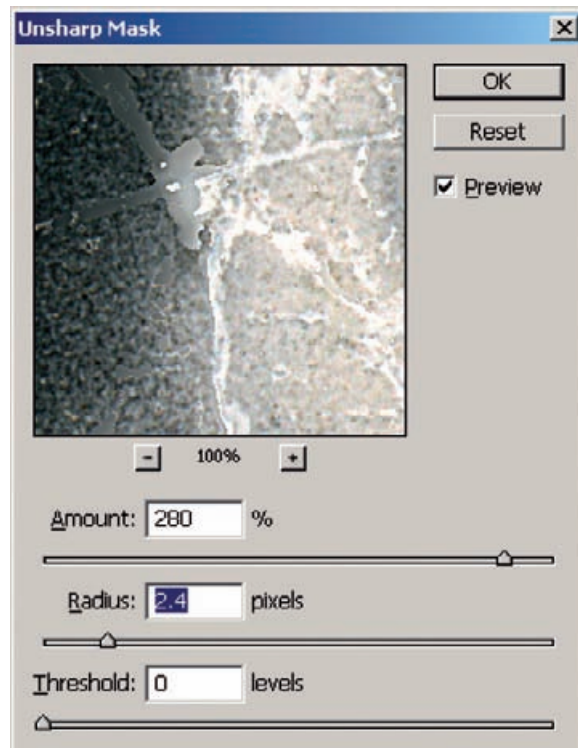 Unsharp Mask
OK
Reset
Preview
- 100% +
Amount: 280 %
Radius: 2.4 pixels
Threshold: 0 levels